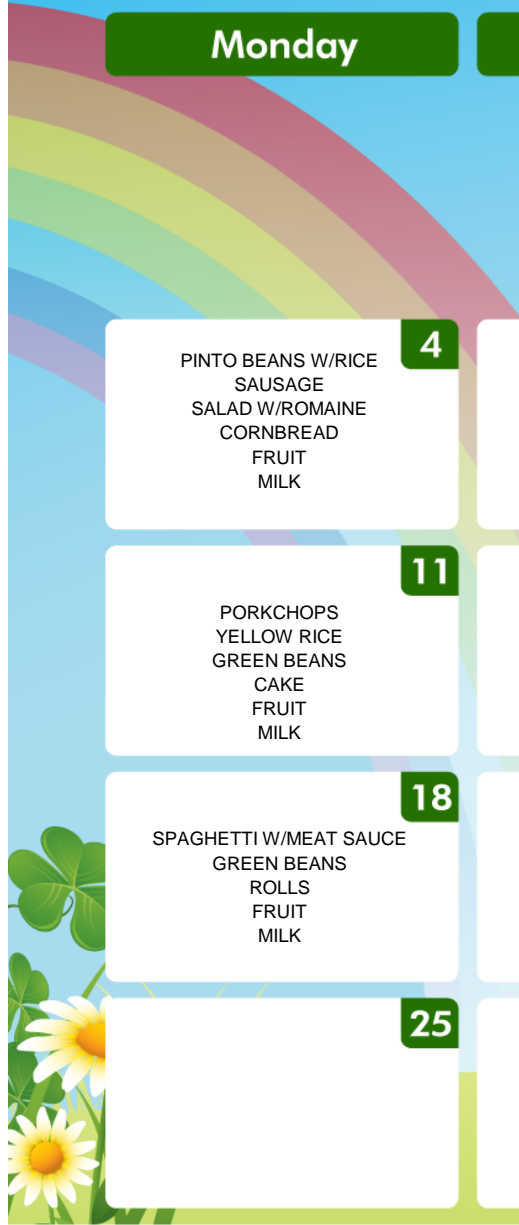 Monday
4
PINTO BEANS W/RICE
SAUSAGE
SALAD W/ROMAINE
CORNBREAD
FRUIT
MILK
11
PORKCHOPS
YELLOW RICE
GREEN BEANS
CAKE
FRUIT
MILK
18
SPAGHETTI W/MEAT SAUCE
GREEN BEANS
ROLLS
FRUIT
MILK
25